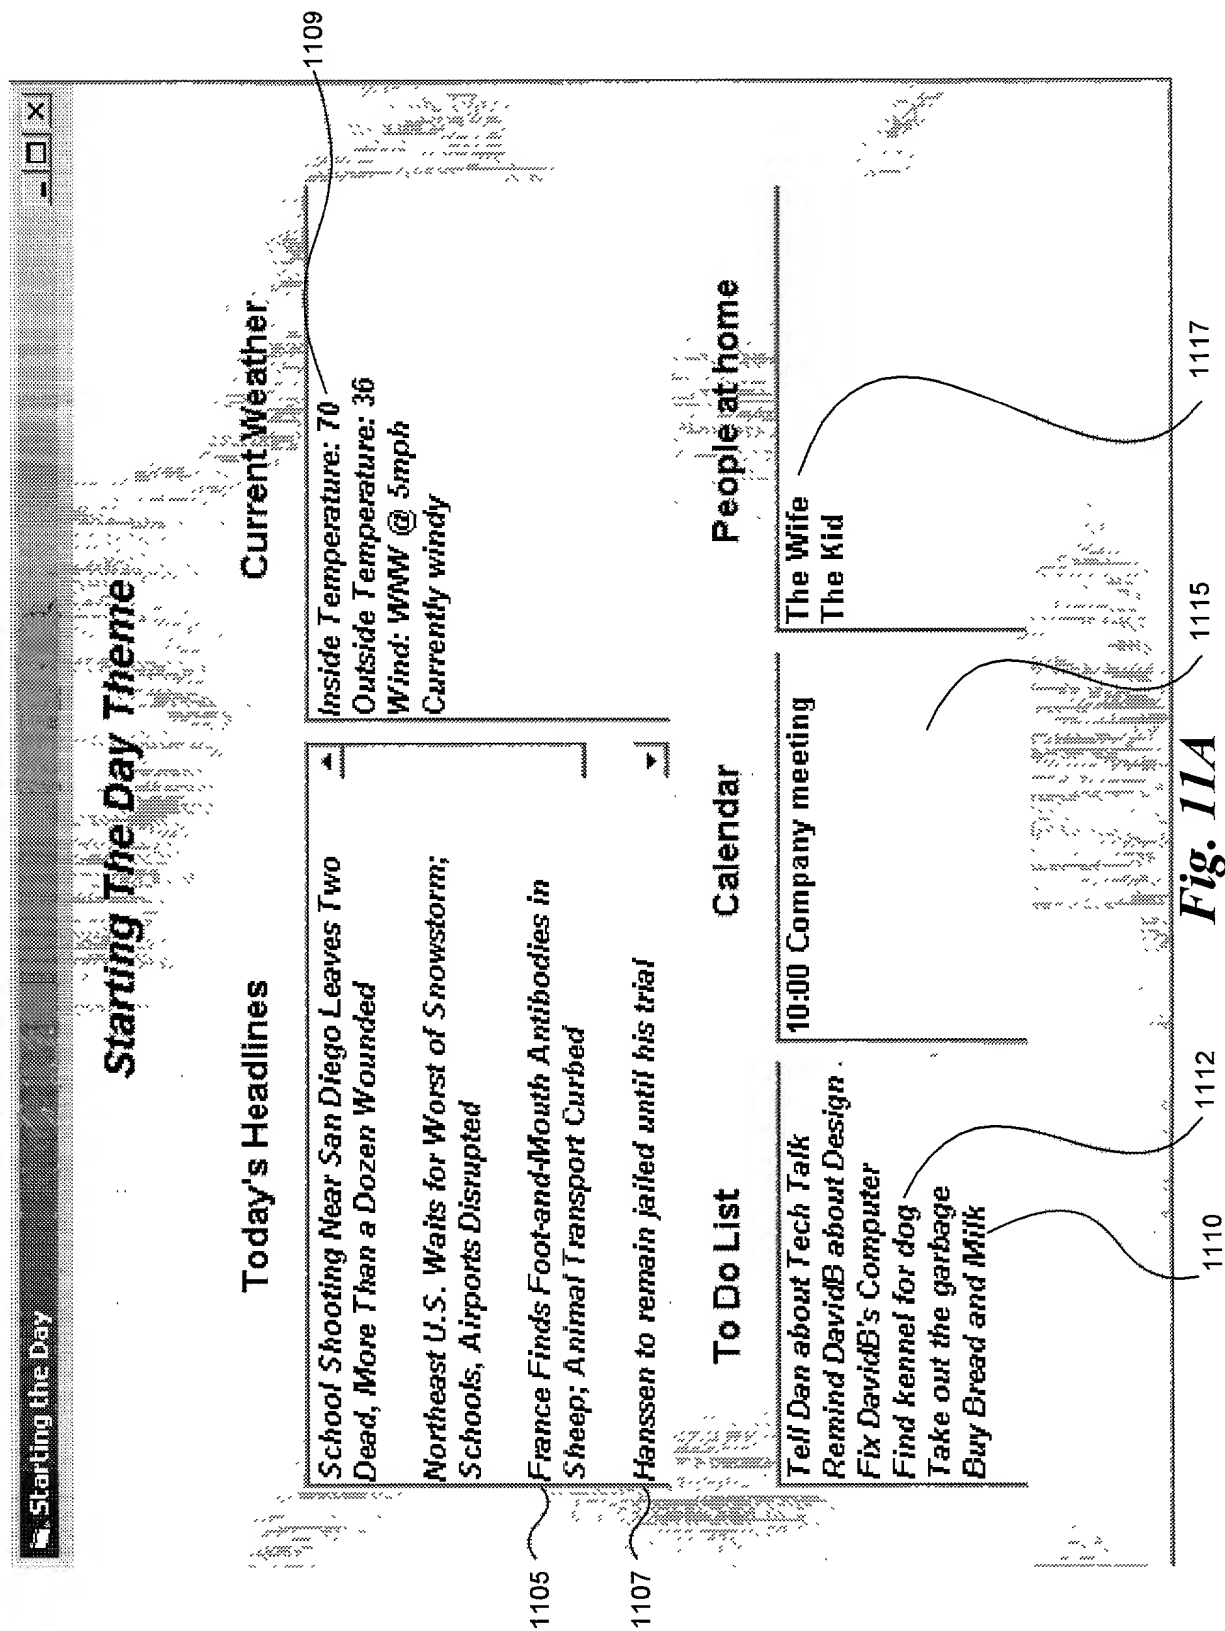 Starting the Day
Starting The Day Theme
Today's Headlines
School Shooting Near San Diego Leaves Two
Dead, More Than a Dozen Wounded
Northeast U.S. Waits for Worst of Snowstorm;
Schools, Airports Disrupted
France Finds Foot-and-Mouth Antibodies in
Sheep; Animal Transport Curbed
Hanssen to remain jailed until his trial
Current Weather
Inside Temperature: 70
Outside Temperature: 36
Wind: WNW @ 5mph
Currently windy
To Do List
Tell Dan about Tech Talk
Remind DavidB about Design .
Fix DavidB's Computer
Find kennel for dog
Take out the garbage
Buy Bread and Milk
Calendar
10:00 Company meeting
People at home
The Wife
The Kid
1105
1107
1109
1110
1112
1115
1117
Fig. 11A